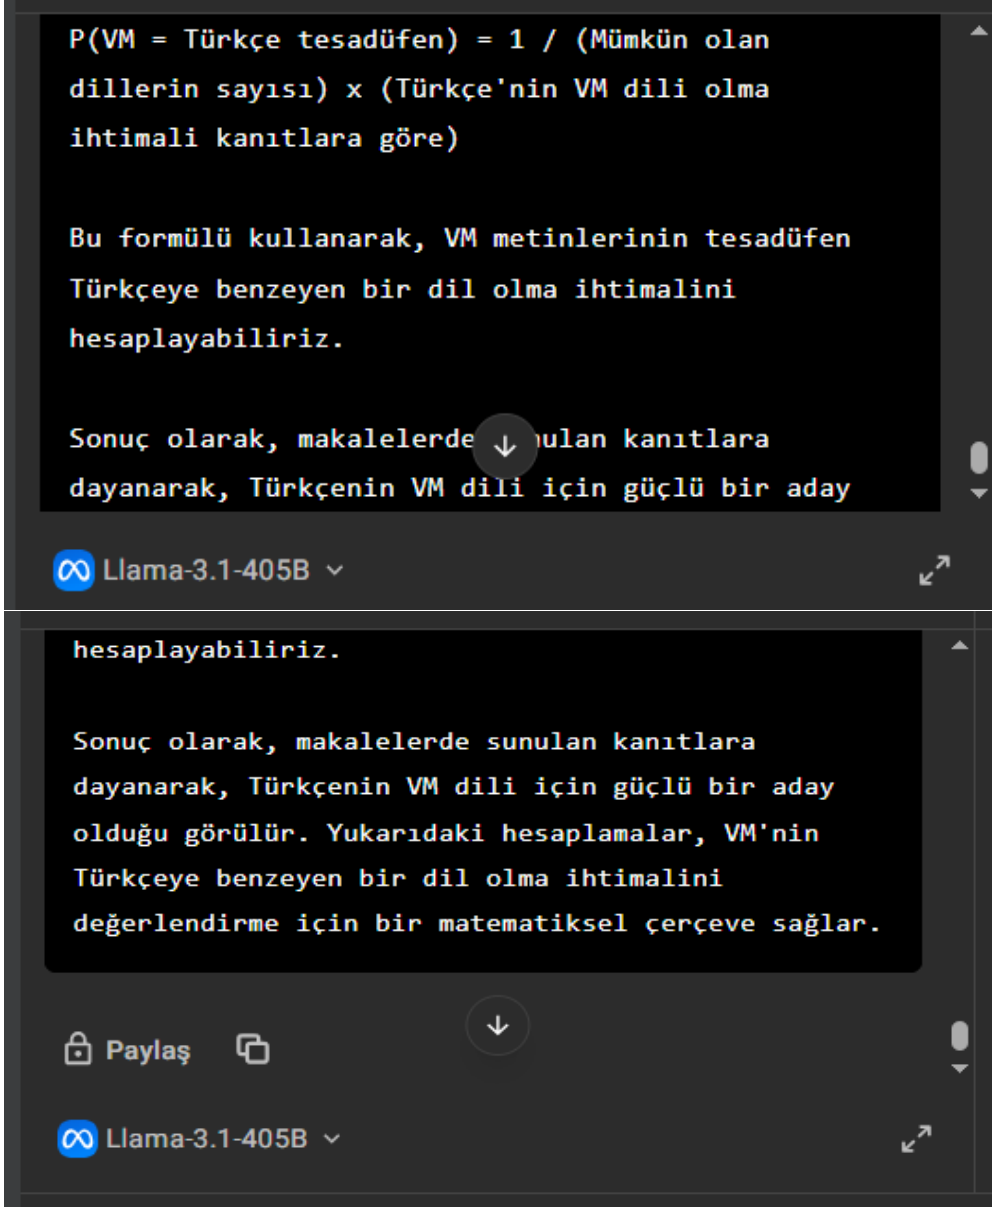 P(VM = Türkçe tesadüfen) = 1 / (Mümkün olan
dillerin sayısı) x (Türkçe'nin VM dili olma
ihtimali kanıtlara göre)
Bu formülü kullanarak, VM metinlerinin tesadüfen
Türkçeye benzeyen bir dil olma ihtimalini
hesaplayabiliriz.
Sonuç olarak, makalelerde ulan kanıtlara
dayanarak, Türkçenin VM dili için güçlü bir aday
Llama-3.1-405B
hesaplayabiliriz.
Sonuç olarak, makalelerde sunulan kanıtlara
dayanarak, Türkçenin VM dili için güçlü bir aday
olduğu görülür. Yukarıdaki hesaplamalar, VM'nin
Türkçeye benzeyen bir dil olma ihtimalini
değerlendirme için bir matematiksel çerçeve sağlar.
Paylaş
Llama-3.1-405B